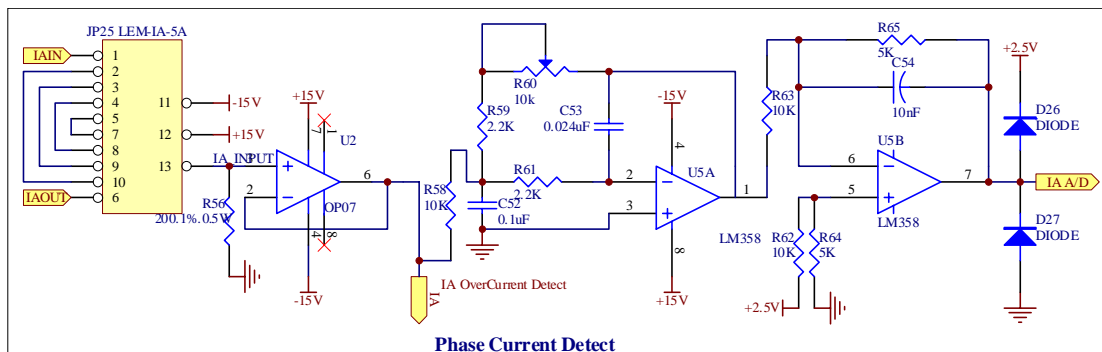 JP25 LEM-IA-5A
IAIN
1
2
3
4
5
7
8
9
10
6
IAOUT
11
12
13
-15V
+15V
IA_INPUT
R56
200.1%.0.5W
+15V
7
1
U2
3
2
6
OP07
4
8
-15V
R58
10K
IA
IA OverCurrent Detect
R60
10k
R59
2.2K
C53
0.024uF
R61
2.2K
C52
0.1uF
-15V
4
2
3
U5A
1
8
LM358
+15V
R63
10K
R65
5K
C54
10nF
U5B
6
5
7
LM358
R62
10K
R64
5K
+2.5V
+2.5V
D26
DIODE
IA A/D
D27
DIODE
Phase Current Detect